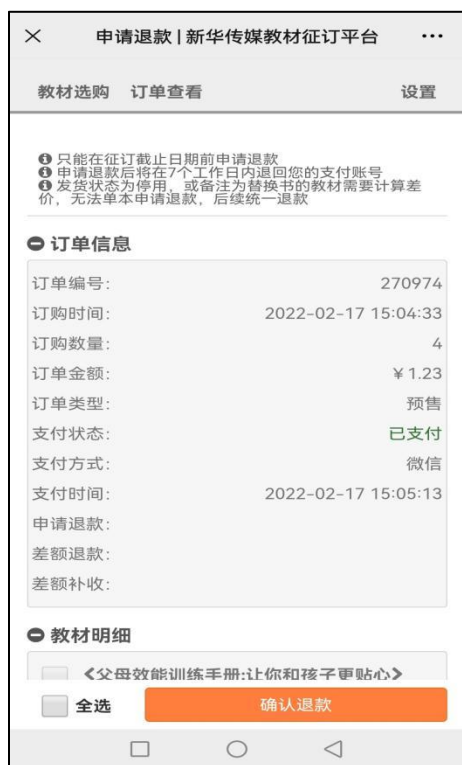 申请退款 | 新华传媒教材征订平台
教材选购 订单查看 设置
只能在征订截止日期前申请退款
申请退款后将在7个工作日内退回您的支付账号
发货状态为停用，或备注为替换书的教材需要计算差
价，无法单本申请退款，后续统一退款
订单信息
订单编号: 270974
订购时间: 2022-02-17 15:04:33
订购数量: 4
订单金额: ¥1.23
订单类型: 预售
支付状态: 已支付
支付方式: 微信
支付时间: 2022-02-17 15:05:13
申请退款:
差额退款:
差额补收:
教材明细
《父母效能训练手册:让你和孩子更贴心》
全选 确认退款